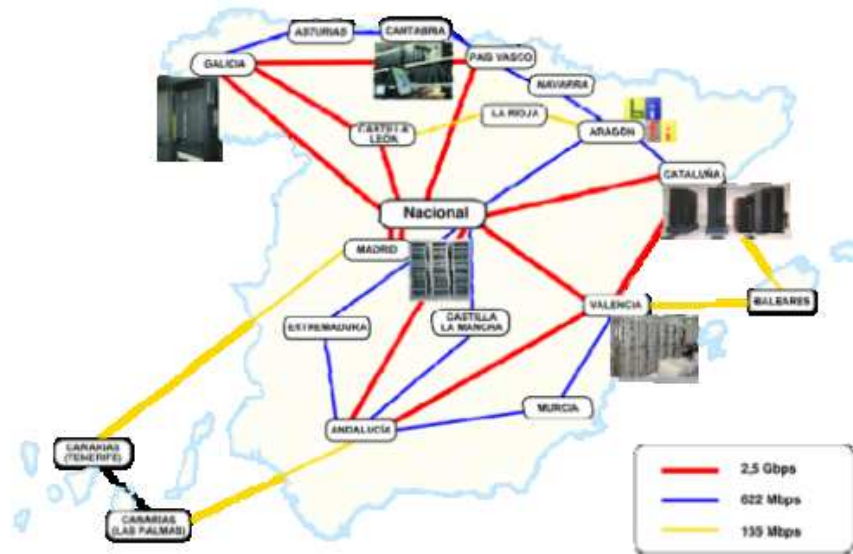 ASTURIAS
CANTABRIA
GALICIA
PAIS VASCO
NAVARRA
LA RIOJA
CASTILLA
LEÓN
ARAGÓN
CATALUÑA
Nacional
MADRID
BALEARES
VALENCIA
EXTREMADURA
CASTILLA
LA MANCHA
MURCIA
ANDALUCÍA
CANARIAS
(TENERIFE)
CANARIAS
(LAS PALMAS)
2,5 Gbps
622 Mbps
155 Mbps